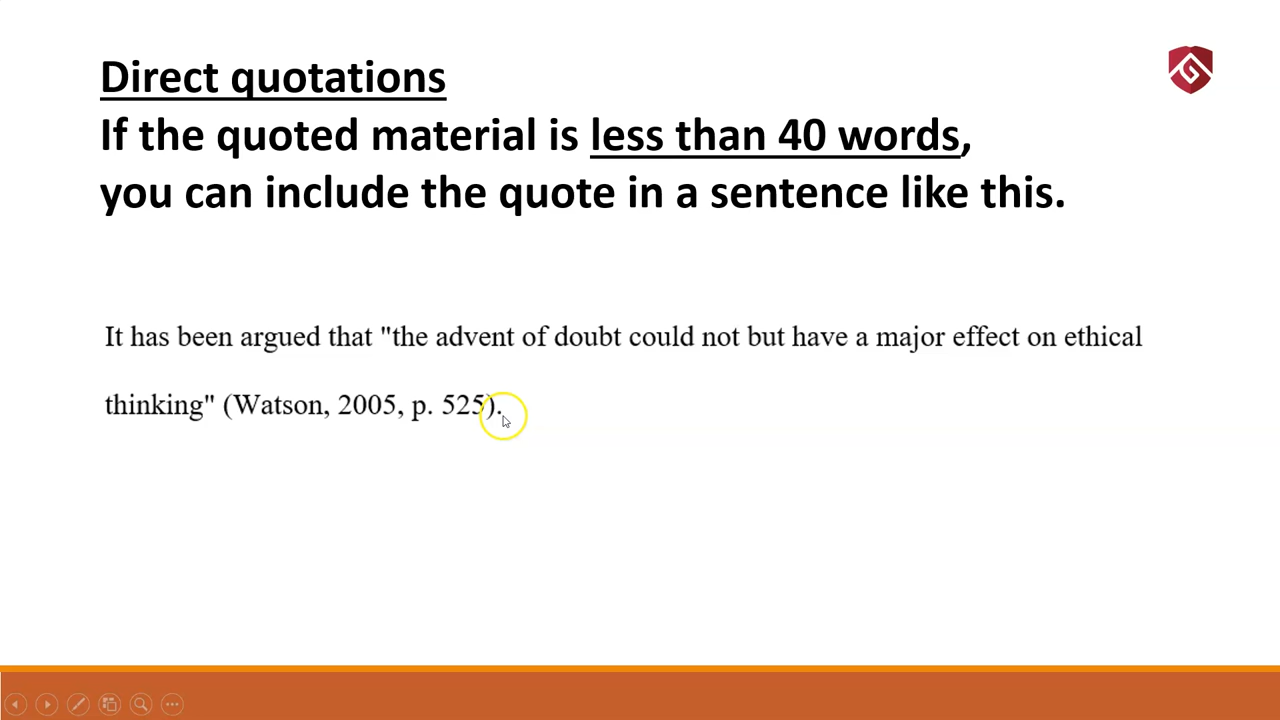 Direct quotations
If the quoted material is less than 40 words,
you can include the quote in a sentence like this.
It has been argued that "the advent of doubt could not but have a major effect on ethical
thinking" (Watson, 2005, p. 525).